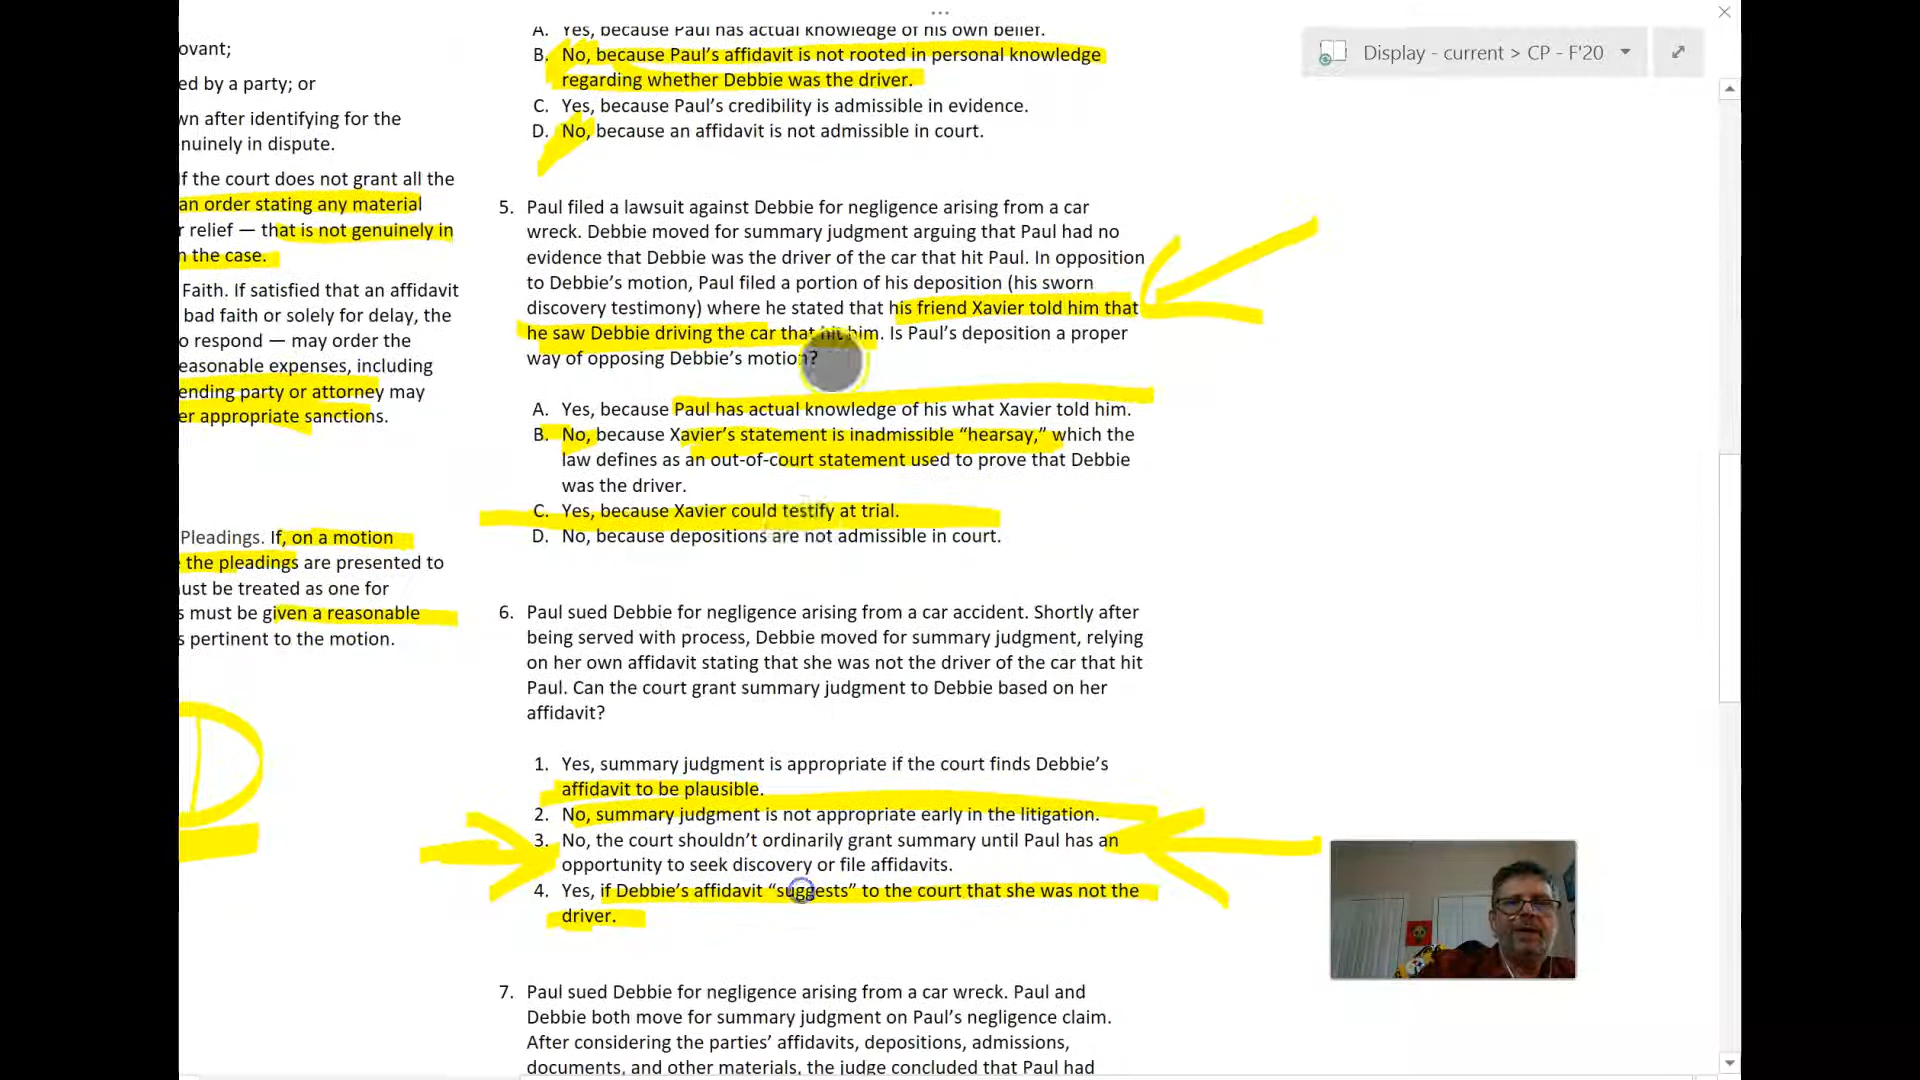 Display - current > CP - F'20
ovant;
ed by a party; or
wn after identifying for the
nuinely in dispute.
If the court does not grant all the
an order stating any material
r relief — that is not genuinely in
n the case.
Faith. If satisfied that an affidavit
bad faith or solely for delay, the
o respond — may order the
easonable expenses, including
ending party or attorney may
er appropriate sanctions.
Pleadings. If, on a motion
e the pleadings are presented to
ust be treated as one for
s must be given a reasonable
s pertinent to the motion.
A. Yes, because Paul has actual knowledge of his own belief.
B. No, because Paul’s affidavit is not rooted in personal knowledge
regarding whether Debbie was the driver.
C. Yes, because Paul’s credibility is admissible in evidence.
D. No, because an affidavit is not admissible in court.
5. Paul filed a lawsuit against Debbie for negligence arising from a car
wreck. Debbie moved for summary judgment arguing that Paul had no
evidence that Debbie was the driver of the car that hit Paul. In opposition
to Debbie’s motion, Paul filed a portion of his deposition (his sworn
discovery testimony) where he stated that his friend Xavier told him that
he saw Debbie driving the car that hit him. Is Paul’s deposition a proper
way of opposing Debbie’s motion?
A. Yes, because Paul has actual knowledge of his what Xavier told him.
B. No, because Xavier’s statement is inadmissible “hearsay,” which the
law defines as an out-of-court statement used to prove that Debbie
was the driver.
C. Yes, because Xavier could testify at trial.
D. No, because depositions are not admissible in court.
6. Paul sued Debbie for negligence arising from a car accident. Shortly after
being served with process, Debbie moved for summary judgment, relying
on her own affidavit stating that she was not the driver of the car that hit
Paul. Can the court grant summary judgment to Debbie based on her
affidavit?
1. Yes, summary judgment is appropriate if the court finds Debbie’s
affidavit to be plausible.
2. No, summary judgment is not appropriate early in the litigation.
3. No, the court shouldn’t ordinarily grant summary until Paul has an
opportunity to seek discovery or file affidavits.
4. Yes, if Debbie’s affidavit “suggests” to the court that she was not the
driver.
7. Paul sued Debbie for negligence arising from a car wreck. Paul and
Debbie both move for summary judgment on Paul’s negligence claim.
After considering the parties’ affidavits, depositions, admissions,
documents, and other materials, the judge concluded that Paul had